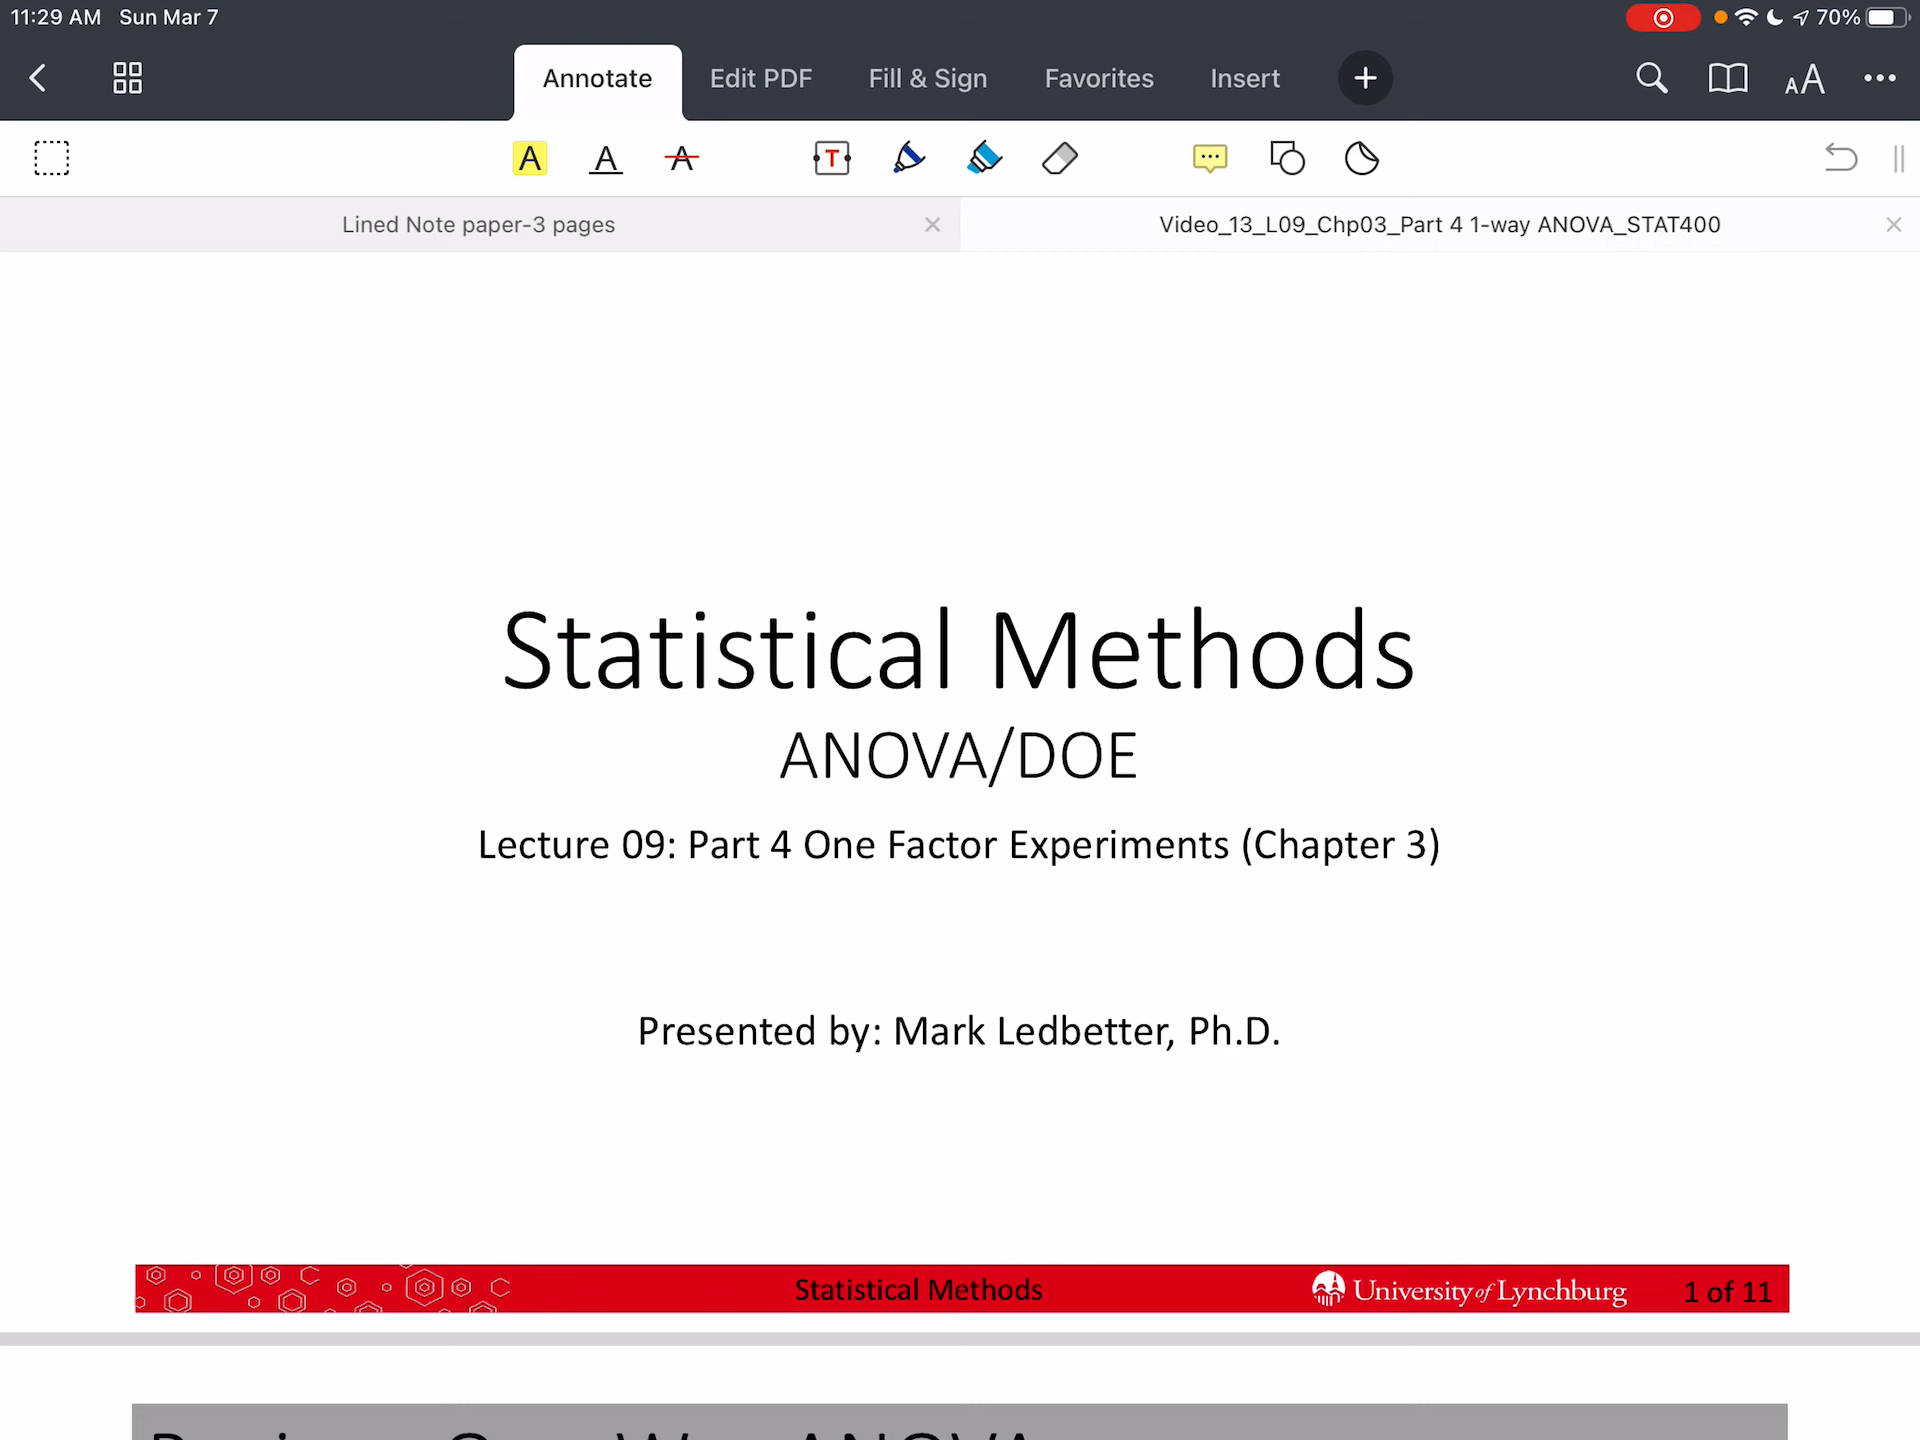 11:29 AM Sun Mar 7 70%
Annotate Edit PDF Fill & Sign Favorites Insert AA
A A A T
Lined Note paper-3 pages Video_13_L09_Chp03_Part 4 1-way ANOVA_STAT400
Statistical Methods
ANOVA/DOE
Lecture 09: Part 4 One Factor Experiments (Chapter 3)
Presented by: Mark Ledbetter, Ph.D.
Statistical Methods University of Lynchburg 1 of 11